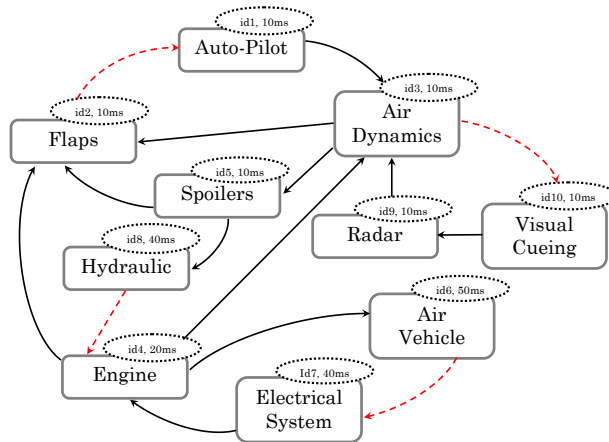 id1, 10ms
Auto-Pilot
id3, 10ms
Air
Dynamics
id2, 10ms
Flaps
id5, 10ms
Spoilers
id10, 10ms
Visual
Cueing
id9, 10ms
Radar
id8, 40ms
Hydraulic
id6, 50ms
Air
Vehicle
id4, 20ms
Engine
Id7, 40ms
Electrical
System